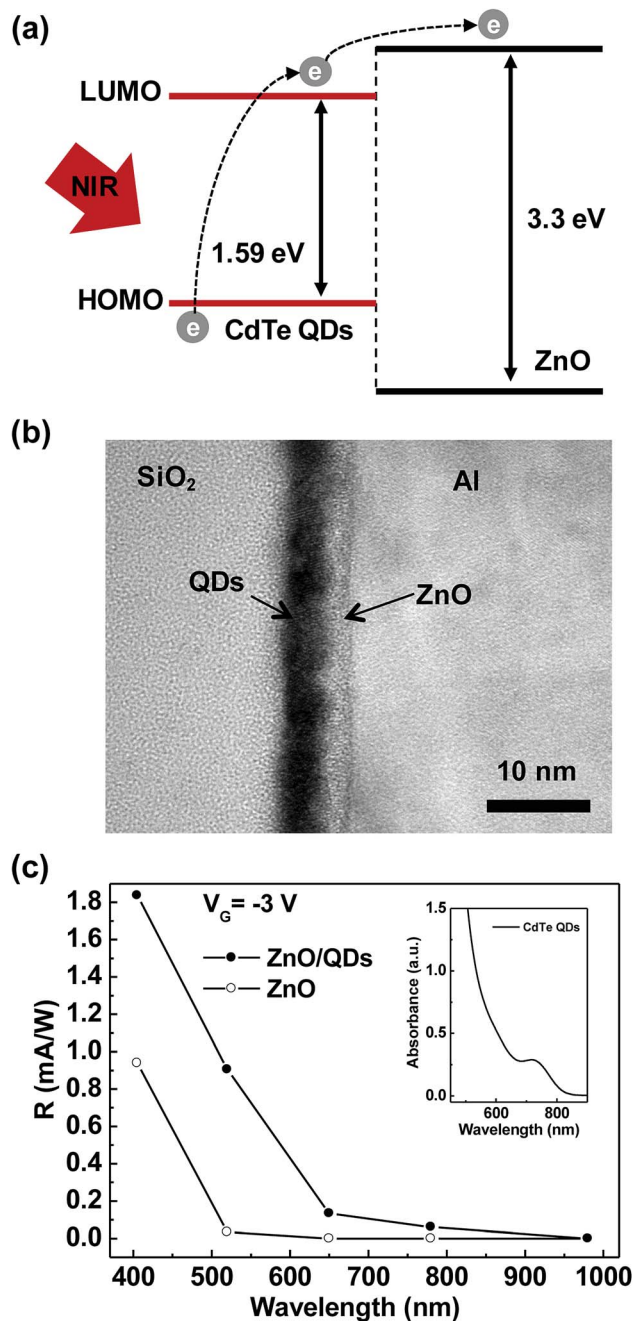 (a)
e
e
LUMO
NIR
1.59 eV
3.3 eV
HOMO
e
CdTe QDs
ZnO
(b)
SiO₂
Al
QDs
ZnO
10 nm
(c)
V_G= -3 V
ZnO/QDs
ZnO
R (mA/W)
1.8
1.6
1.4
1.2
1.0
0.8
0.6
0.4
0.2
0.0
400 500 600 700 800 900 1000
Wavelength (nm)
CdTe QDs
Absorbance (a.u.)
1.5
1.0
0.5
0.0
600 800
Wavelength (nm)